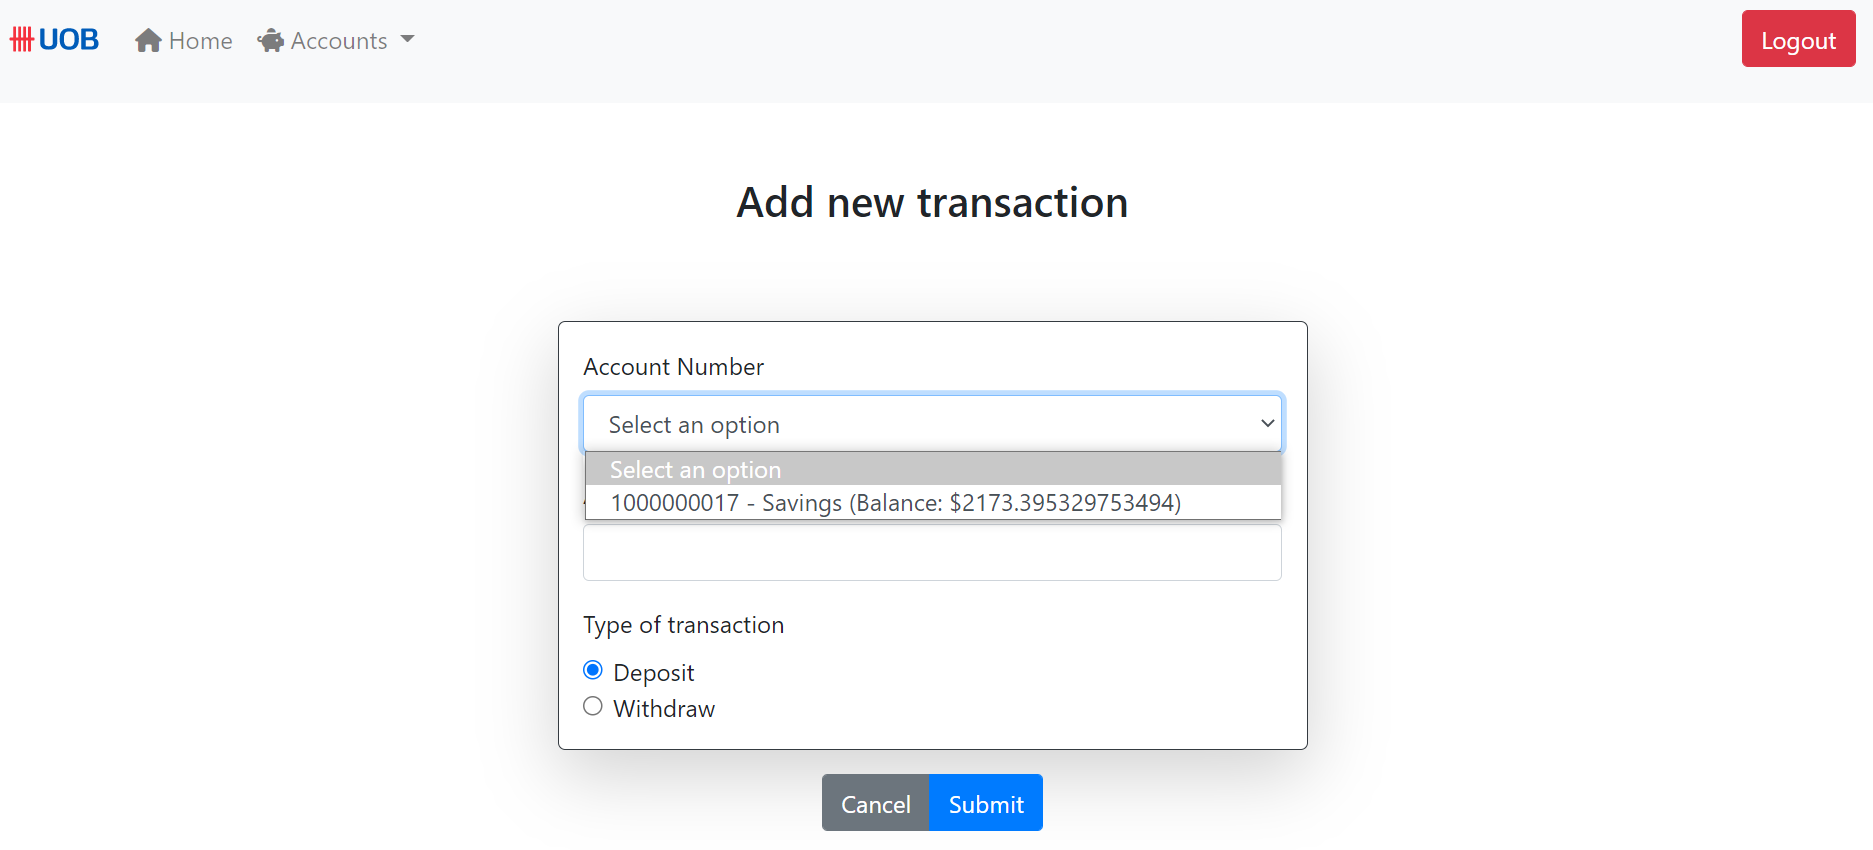 UOB Home Accounts Logout
Add new transaction
Account Number
Select an option
Select an option
1000000017 - Savings (Balance: $2173.395329753494)
Type of transaction
Deposit
Withdraw
Cancel Submit